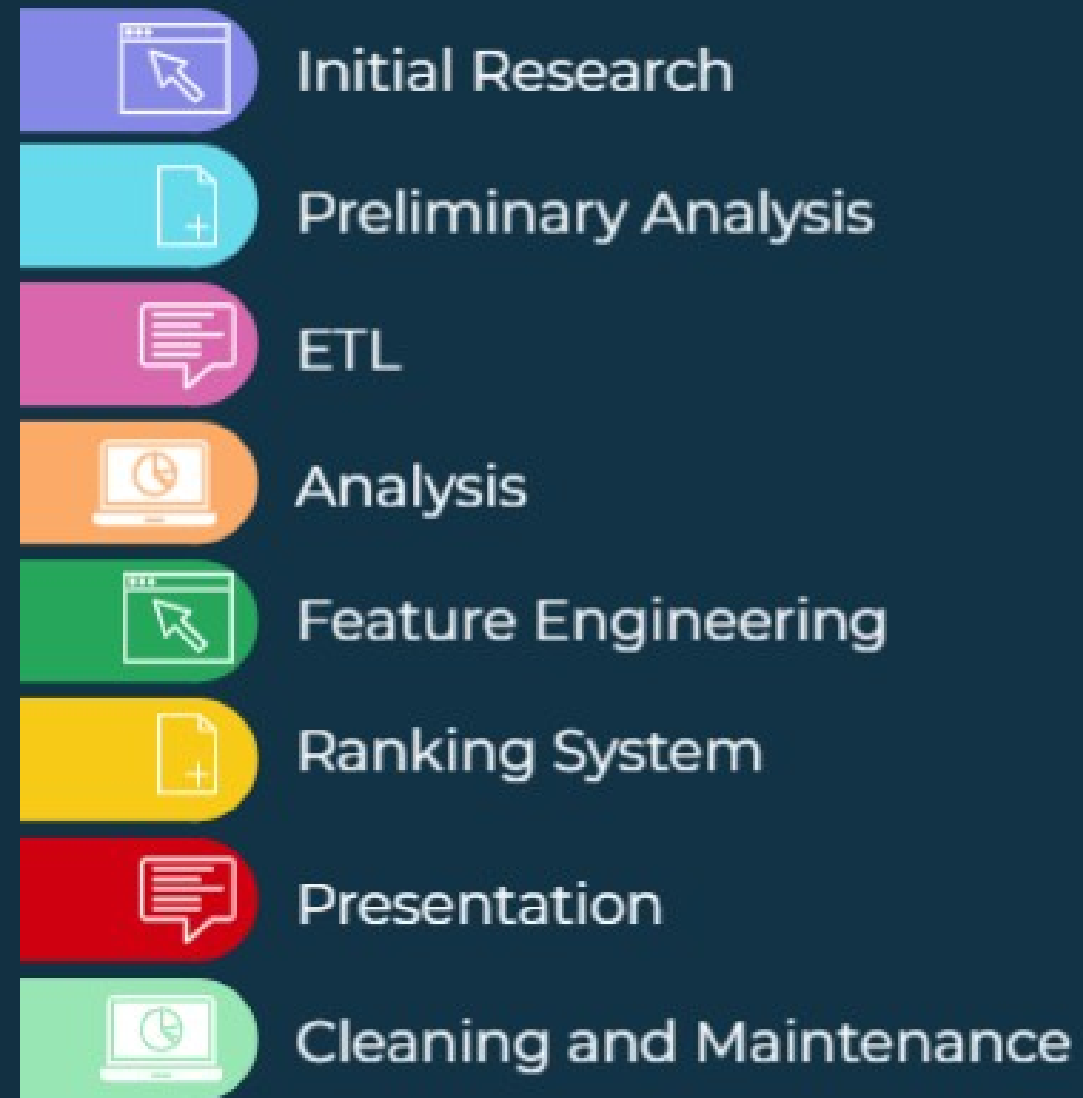 Initial Research
Preliminary Analysis
ETL
Analysis
Feature Engineering
Ranking System
Presentation
Cleaning and Maintenance